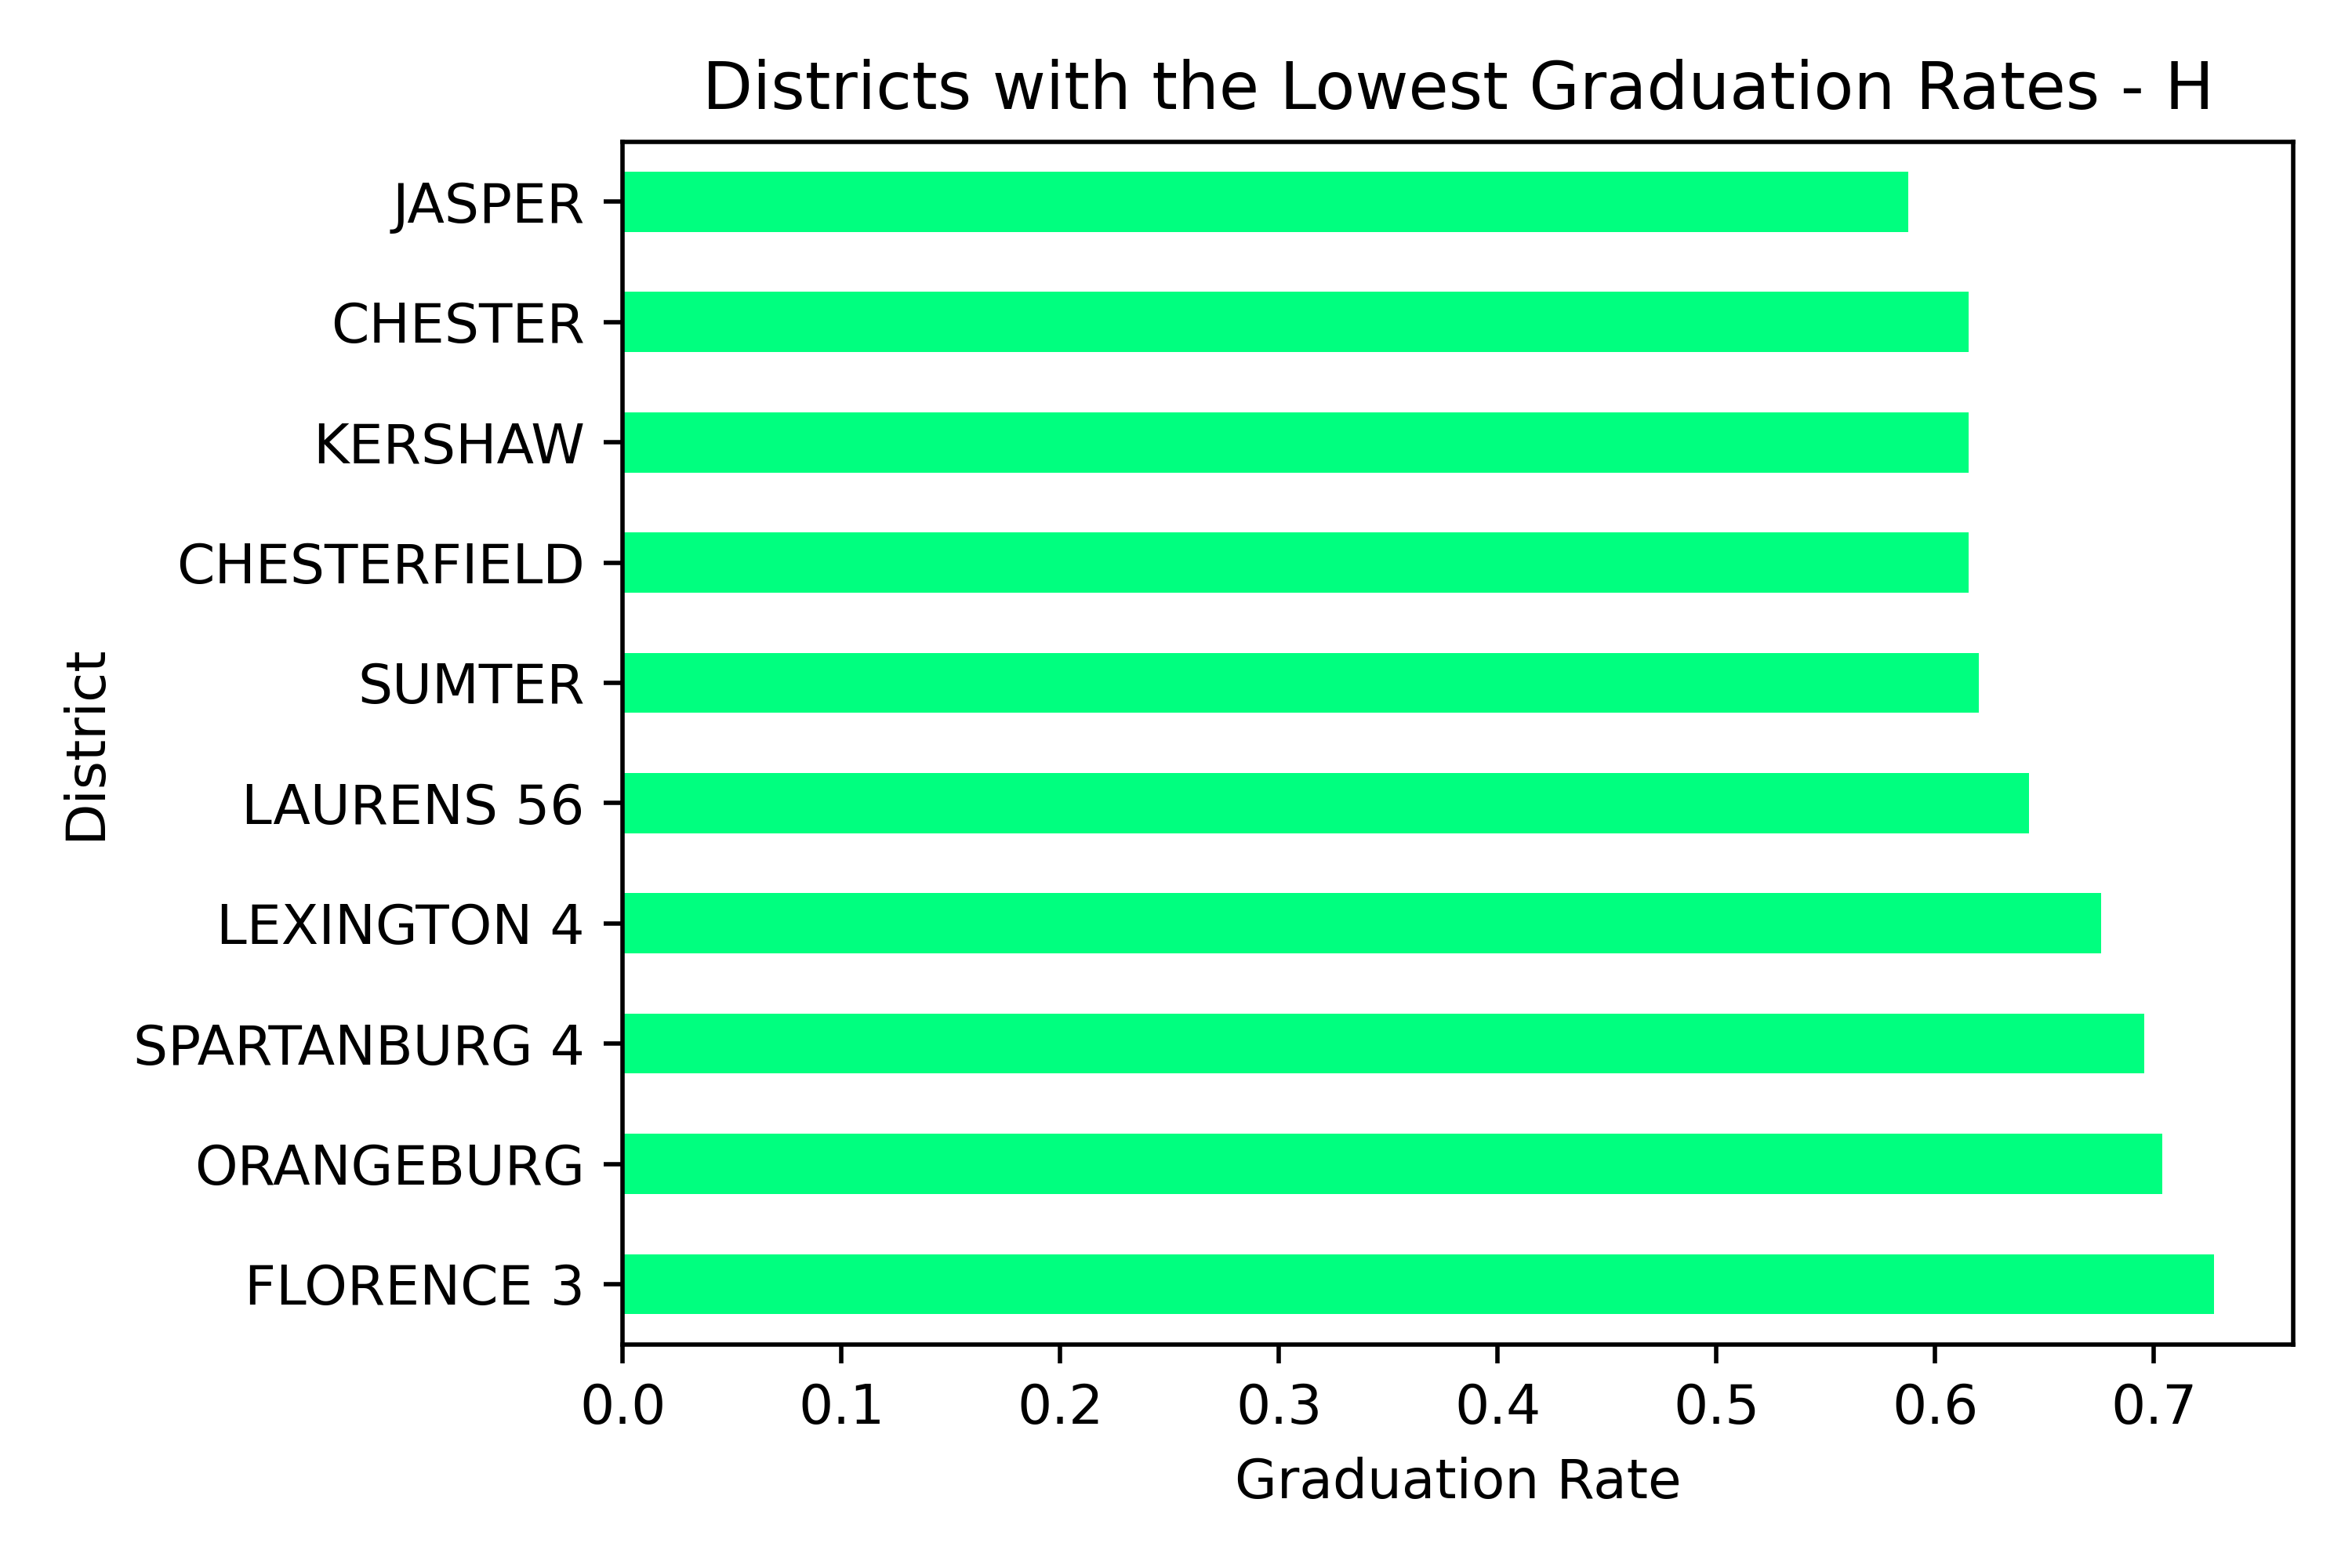 Districts with the Lowest Graduation Rates - H
JASPER
CHESTER
KERSHAW
CHESTERFIELD
SUMTER
LAURENS 56
LEXINGTON 4
SPARTANBURG 4
ORANGEBURG
FLORENCE 3
District
0.0 0.1 0.2 0.3 0.4 0.5 0.6 0.7
Graduation Rate